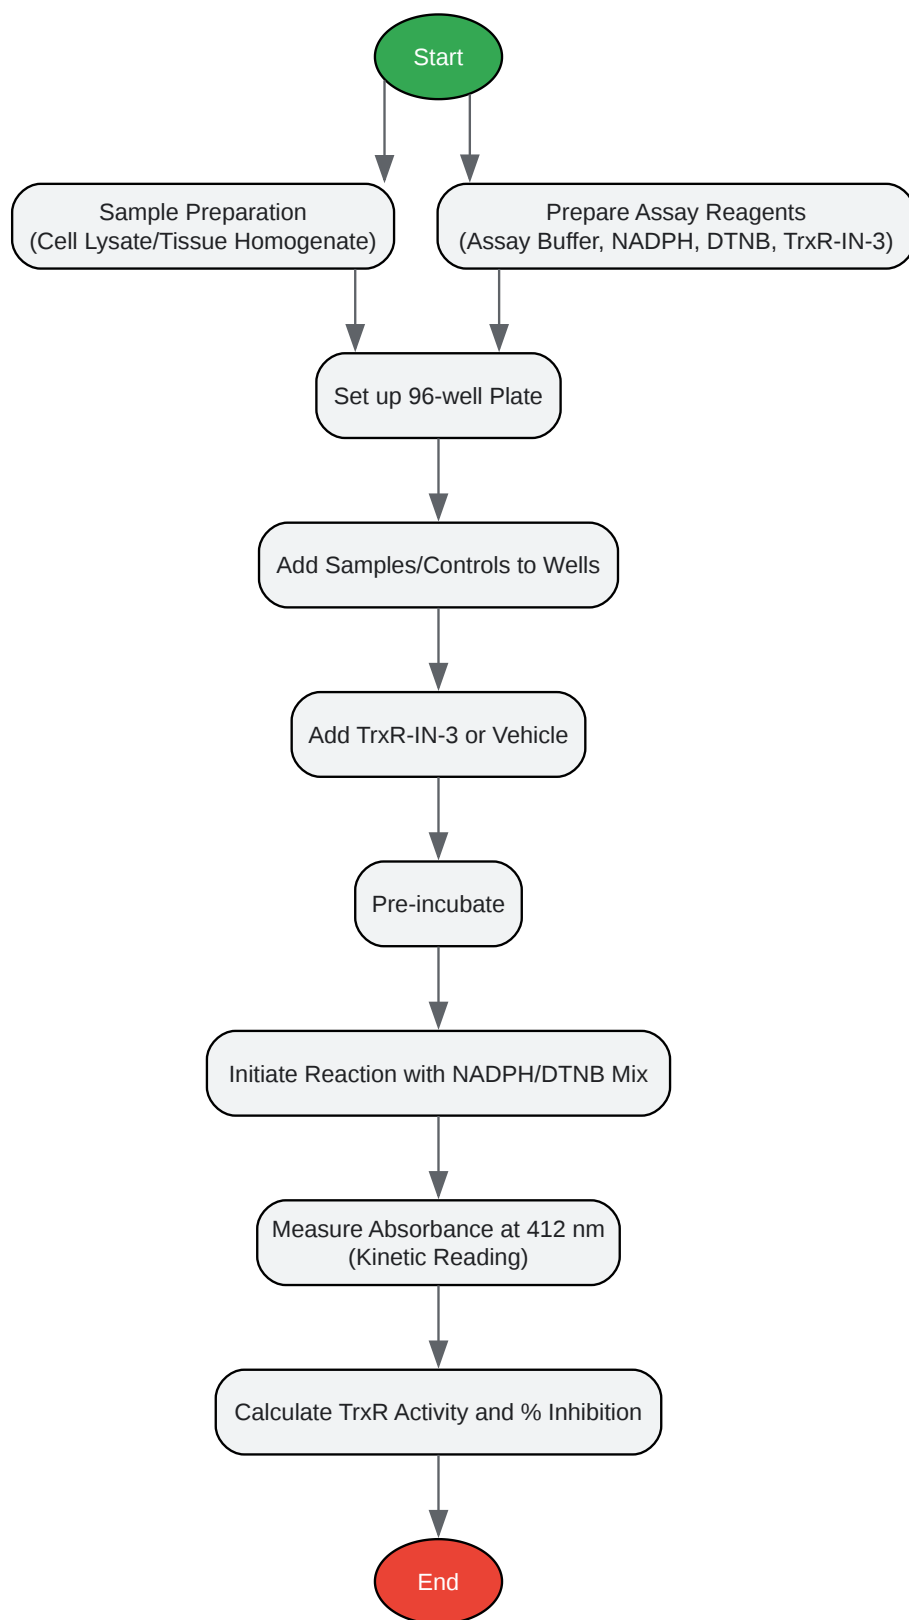 Start
Sample Preparation
(Cell Lysate/Tissue Homogenate)
Prepare Assay Reagents
(Assay Buffer, NADPH, DTNB, TrxR-IN-3)
Set up 96-well Plate
Add Samples/Controls to Wells
Add TrxR-IN-3 or Vehicle
Pre-incubate
Initiate Reaction with NADPH/DTNB Mix
Measure Absorbance at 412 nm
(Kinetic Reading)
Calculate TrxR Activity and % Inhibition
End